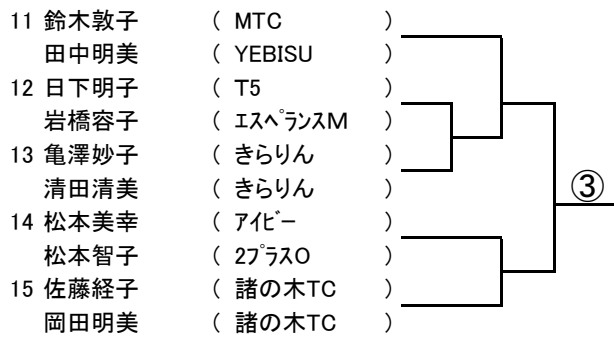 11 鈴木敦子 ( MTC )
田中明美 ( YEBISU )
12 日下明子 ( T5 )
岩橋容子 ( ｴｽﾍﾟﾗﾝｽM )
13 亀澤妙子 ( きらりん )
清田清美 ( きらりん )
③
14 松本美幸 ( ｱｲﾋﾞｰ )
松本智子 ( 2ﾌﾟﾗｽO )
15 佐藤経子 ( 諸の木TC )
岡田明美 ( 諸の木TC )